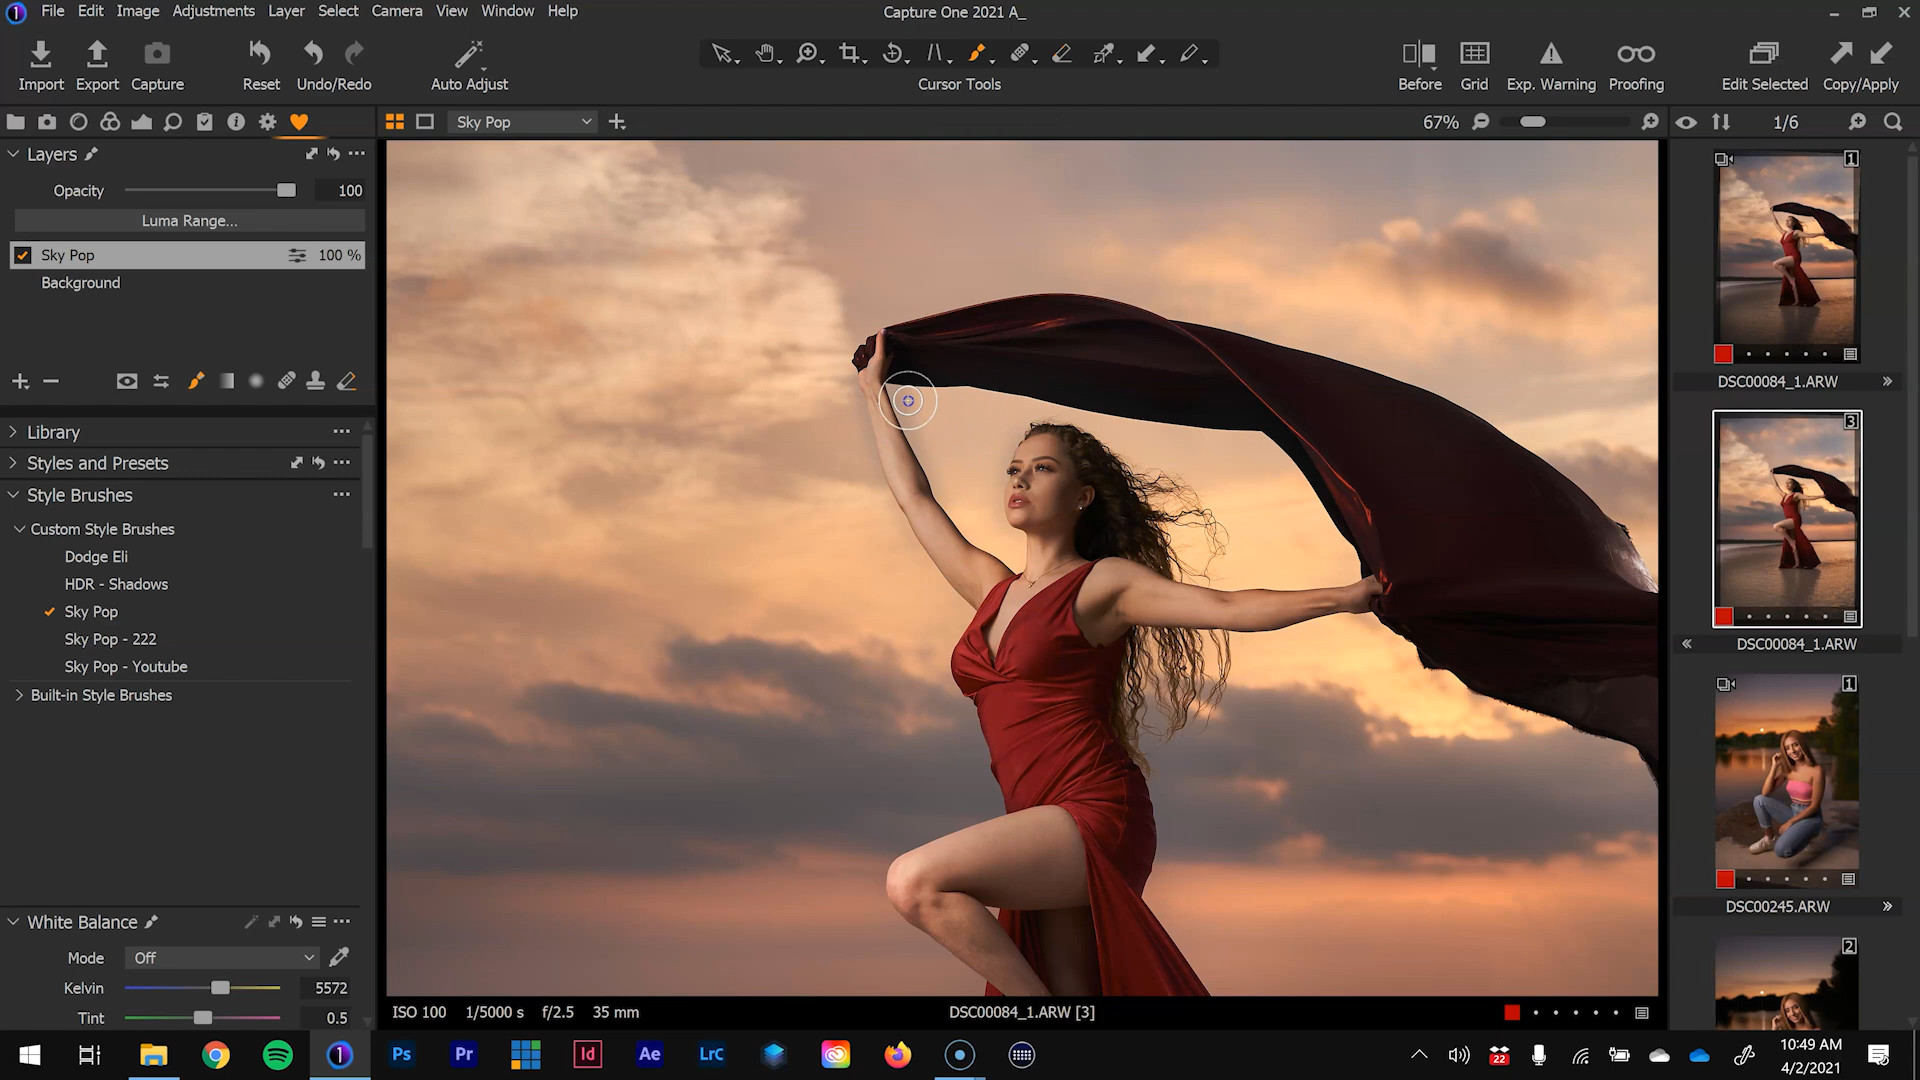 File Edit Image Adjustments Layer Select Camera View Window Help
Capture One 2021 A_
Import Export Capture Reset Undo/Redo Auto Adjust
Cursor Tools
Before Grid Exp. Warning Proofing Edit Selected Copy/Apply
Sky Pop
67%
1/6
Layers
Opacity 100
Luma Range...
Sky Pop 100 %
Background
Library
Styles and Presets
Style Brushes
Custom Style Brushes
Dodge Eli
HDR - Shadows
Sky Pop
Sky Pop - 222
Sky Pop - Youtube
Built-in Style Brushes
White Balance
Mode Off
Kelvin 5572
Tint 0.5
ISO 100 1/5000 s f/2.5 35 mm
DSC00084_1.ARW [3]
1
DSC00084_1.ARW
3
DSC00084_1.ARW
1
DSC00245.ARW
2
1
Ps
Pr
Id
Ae
LrC
22
10:49 AM
4/2/2021